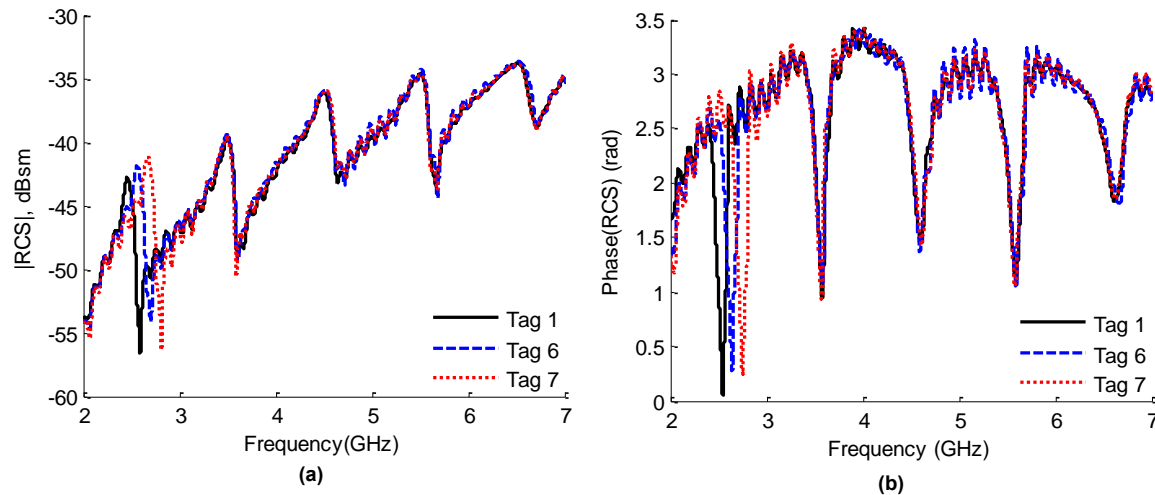 -30
-35
-40
-45
-50
-55
-60
|RCS|, dBsm
Tag 1
Tag 6
Tag 7
2 3 4 5 6 7
Frequency(GHz)
(a)
3.5
3
2.5
2
1.5
1
0.5
0
Phase(RCS) (rad)
Tag 1
Tag 6
Tag 7
2 3 4 5 6 7
Frequency (GHz)
(b)